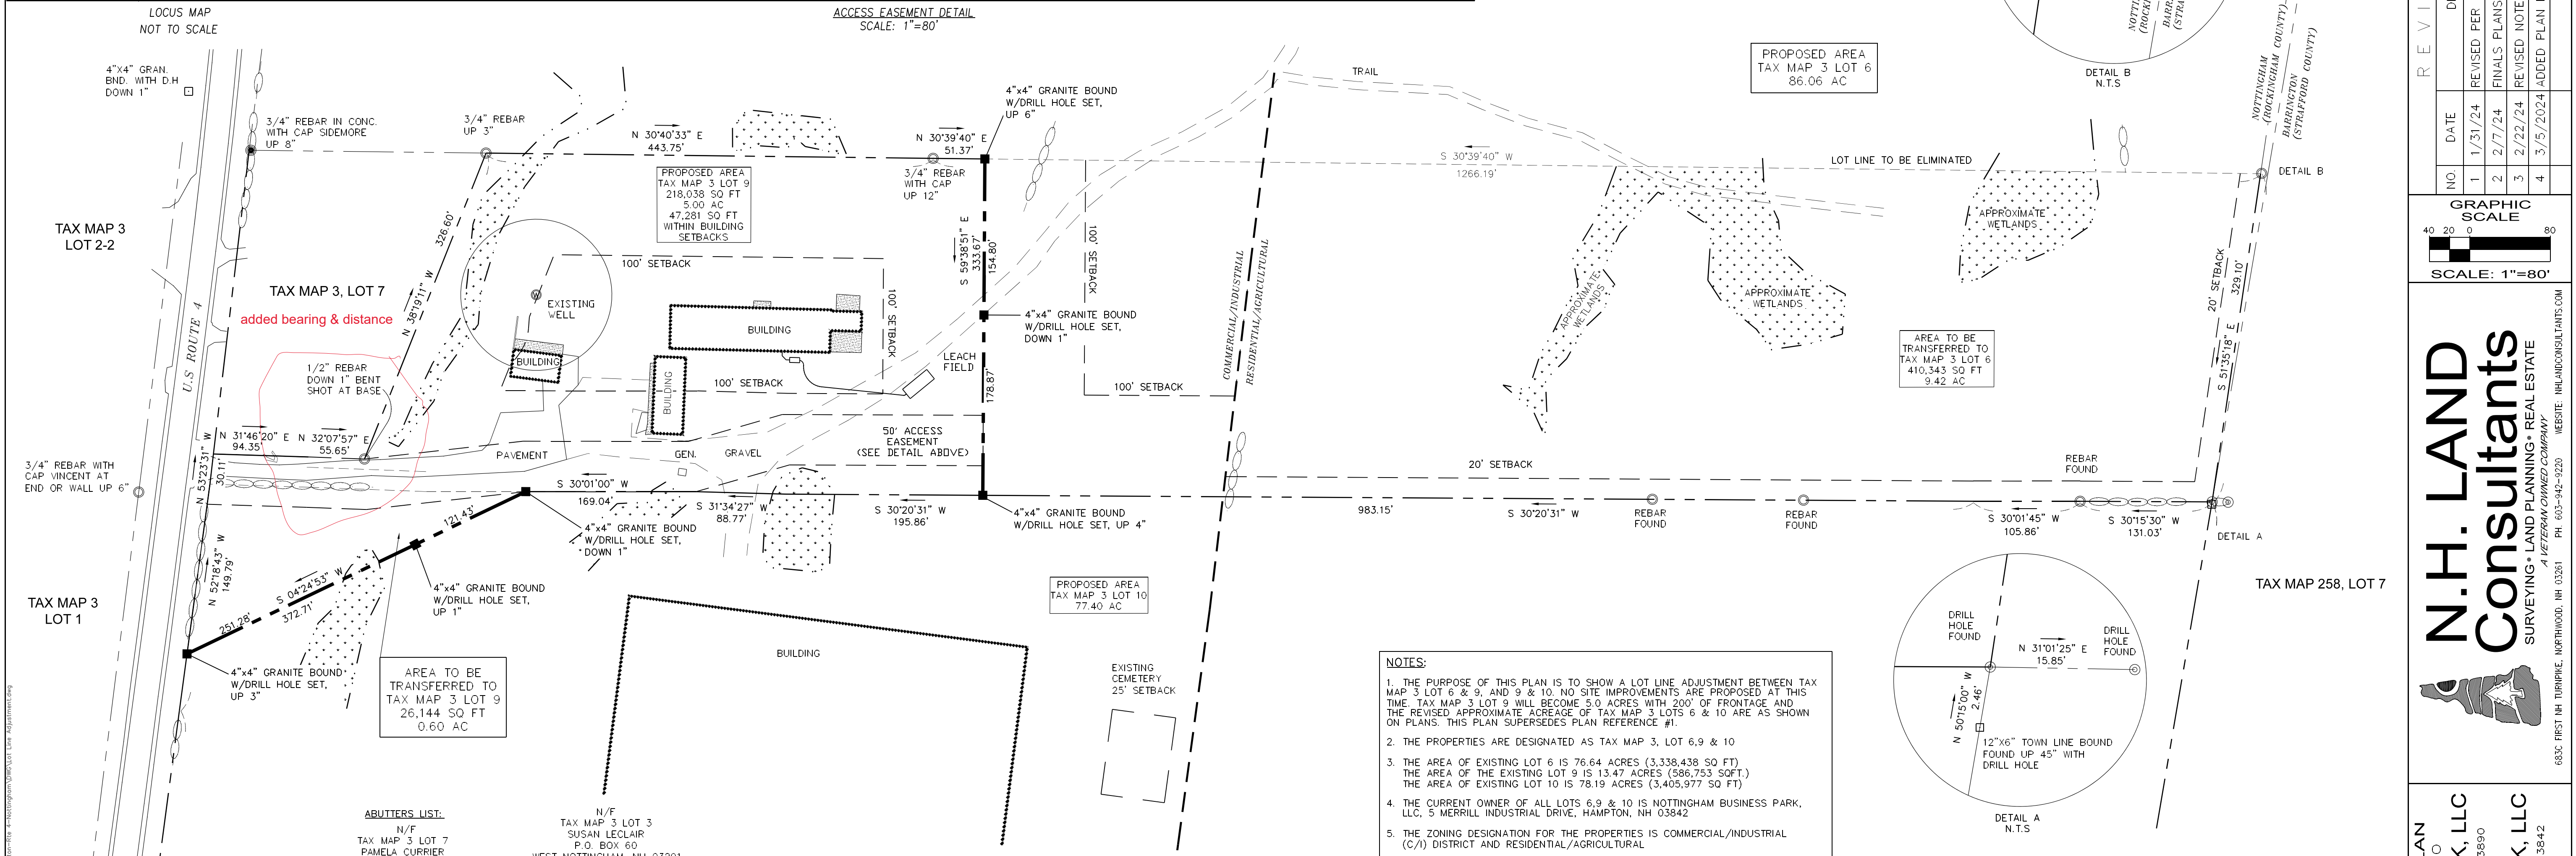 LOCUS MAP
NOT TO SCALE
ACCESS EASEMENT DETAIL
SCALE: 1"=80'
4"X4" GRAN.
BND. WITH D.H
DOWN 1"
3/4" REBAR IN CONC.
WITH CAP SIDEMORE
UP 8"
3/4" REBAR
UP 3"
N 30°40'33" E
443.75'
N 30°39'40" E
51.37'
4"x4" GRANITE BOUND
W/DRILL HOLE SET,
UP 6"
3/4" REBAR
WITH CAP
UP 12"
PROPOSED AREA
TAX MAP 3 LOT 9
218,038 SQ FT
5.00 AC
47,281 SQ FT
WITHIN BUILDING
SETBACKS
TRAIL
PROPOSED AREA
TAX MAP 3 LOT 6
86.06 AC
S 30°39'40" W
1266.19'
LOT LINE TO BE ELIMINATED
DETAIL B
N.T.S
NOTTINGHAM
(ROCKINGHAM COUNTY)
BARRINGTON
(STRAFFORD COUNTY)
DETAIL B
TAX MAP 3
LOT 2-2
U.S ROUTE 4
TAX MAP 3, LOT 7
added bearing & distance
326.60'
N 38°19'11" W
EXISTING
WELL
100' SETBACK
BUILDING
BUILDING
BUILDING
100' SETBACK
100' SETBACK
S 59°38'51" E
333.67'
154.80'
100' SETBACK
4"x4" GRANITE BOUND
W/DRILL HOLE SET,
DOWN 1"
LEACH
FIELD
178.87'
100' SETBACK
COMMERCIAL/INDUSTRIAL
RESIDENTIAL/AGRICULTURAL
APPROXIMATE
WETLANDS
APPROXIMATE
WETLANDS
APPROXIMATE
WETLANDS
AREA TO BE
TRANSFERRED TO
TAX MAP 3 LOT 6
410,343 SQ FT
9.42 AC
20' SETBACK
S 51°35'18" E
329.10'
1/2" REBAR
DOWN 1" BENT
SHOT AT BASE
N 31°46'20" E
94.35'
N 32°07'57" E
55.65'
N 53°23'31" W
30.11'
3/4" REBAR WITH
CAP VINCENT AT
END OR WALL UP 6"
PAVEMENT
GEN.
GRAVEL
50' ACCESS
EASEMENT
(SEE DETAIL ABOVE)
20' SETBACK
REBAR
FOUND
S 30°01'00" W
169.04'
S 31°34'27" W
88.77'
S 30°20'31" W
195.86'
4"x4" GRANITE BOUND
W/DRILL HOLE SET, UP 4"
983.15'
S 30°20'31" W
REBAR
FOUND
REBAR
FOUND
S 30°01'45" W
105.86'
S 30°15'30" W
131.03'
DETAIL A
121.43'
4"x4" GRANITE BOUND
W/DRILL HOLE SET,
DOWN 1"
N 52°18'43" W
149.79'
S 04°24'53" W
372.71'
251.28'
4"x4" GRANITE BOUND
W/DRILL HOLE SET,
UP 1"
TAX MAP 3
LOT 1
4"x4" GRANITE BOUND
W/DRILL HOLE SET,
UP 3"
AREA TO BE
TRANSFERRED TO
TAX MAP 3 LOT 9
26,144 SQ FT
0.60 AC
BUILDING
PROPOSED AREA
TAX MAP 3 LOT 10
77.40 AC
EXISTING
CEMETERY
25' SETBACK
TAX MAP 258, LOT 7
DRILL
HOLE
FOUND
N 31°01'25" E
15.85'
DRILL
HOLE
FOUND
N 50°15'00" W
2.46'
12"X6" TOWN LINE BOUND
FOUND UP 45" WITH
DRILL HOLE
DETAIL A
N.T.S
NOTES:
1. THE PURPOSE OF THIS PLAN IS TO SHOW A LOT LINE ADJUSTMENT BETWEEN TAX
MAP 3 LOT 6 & 9, AND 9 & 10. NO SITE IMPROVEMENTS ARE PROPOSED AT THIS
TIME. TAX MAP 3 LOT 9 WILL BECOME 5.0 ACRES WITH 200' OF FRONTAGE AND
THE REVISED APPROXIMATE ACREAGE OF TAX MAP 3 LOTS 6 & 10 ARE AS SHOWN
ON PLANS. THIS PLAN SUPERSEDES PLAN REFERENCE #1.
2. THE PROPERTIES ARE DESIGNATED AS TAX MAP 3, LOT 6,9 & 10
3. THE AREA OF EXISTING LOT 6 IS 76.64 ACRES (3,338,438 SQ FT)
THE AREA OF THE EXISTING LOT 9 IS 13.47 ACRES (586,753 SQFT.)
THE AREA OF EXISTING LOT 10 IS 78.19 ACRES (3,405,977 SQ FT)
4. THE CURRENT OWNER OF ALL LOTS 6,9 & 10 IS NOTTINGHAM BUSINESS PARK,
LLC, 5 MERRILL INDUSTRIAL DRIVE, HAMPTON, NH 03842
5. THE ZONING DESIGNATION FOR THE PROPERTIES IS COMMERCIAL/INDUSTRIAL
(C/I) DISTRICT AND RESIDENTIAL/AGRICULTURAL
ABUTTERS LIST:
N/F
TAX MAP 3 LOT 7
PAMELA CURRIER
N/F
TAX MAP 3 LOT 3
SUSAN LECLAIR
P.O. BOX 60
WEST NOTTINGHAM, NH 03291
NO. DATE
1 1/31/24 REVISED PER
2 2/7/24 FINALS PLANS
3 2/22/24 REVISED NOTE
4 3/5/2024 ADDED PLAN
GRAPHIC
SCALE
40 20 0 80
SCALE: 1"=80'
N.H. LAND
Consultants
SURVEYING • LAND PLANNING • REAL ESTATE
A VETERAN OWNED COMPANY
683C FIRST NH TURNPIKE, NORTHWOOD, NH 03261 PH 603-942-9220 WEBSITE: NHLANDCONSULTANTS.COM
LLC
3890
LLC
3842